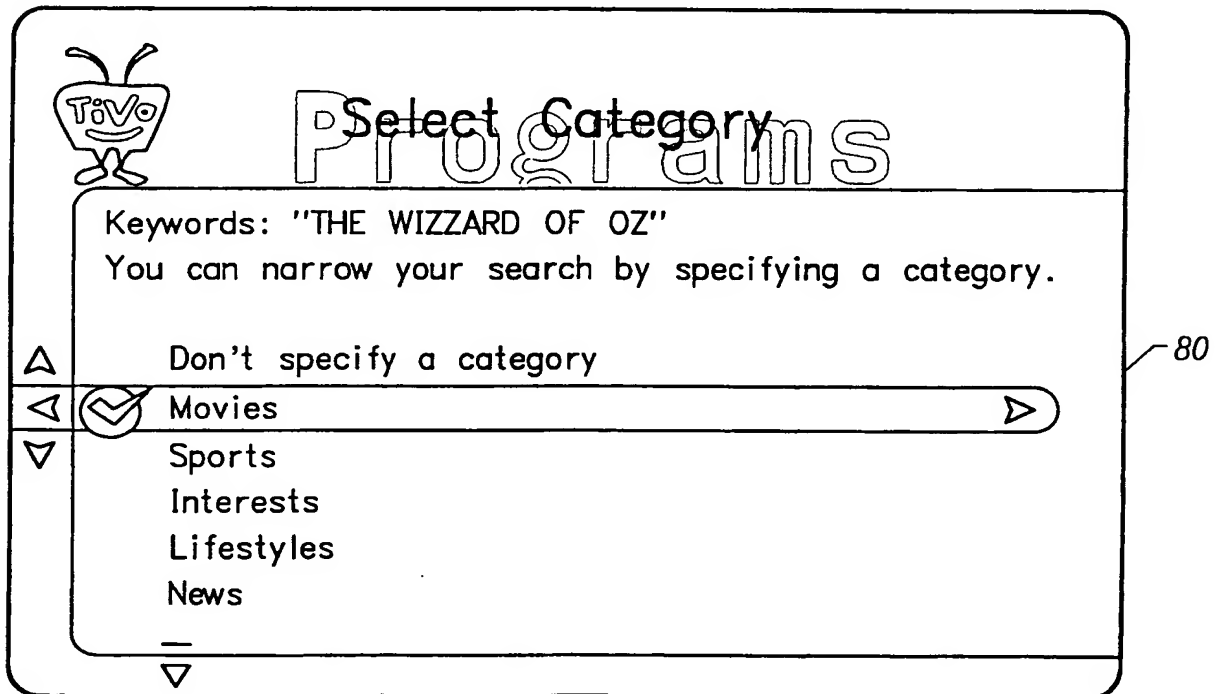 TiVo
Programs
Select Category
Keywords: "THE WIZZARD OF OZ"
You can narrow your search by specifying a category.
Don't specify a category
80
Movies
Sports
Interests
Lifestyles
News